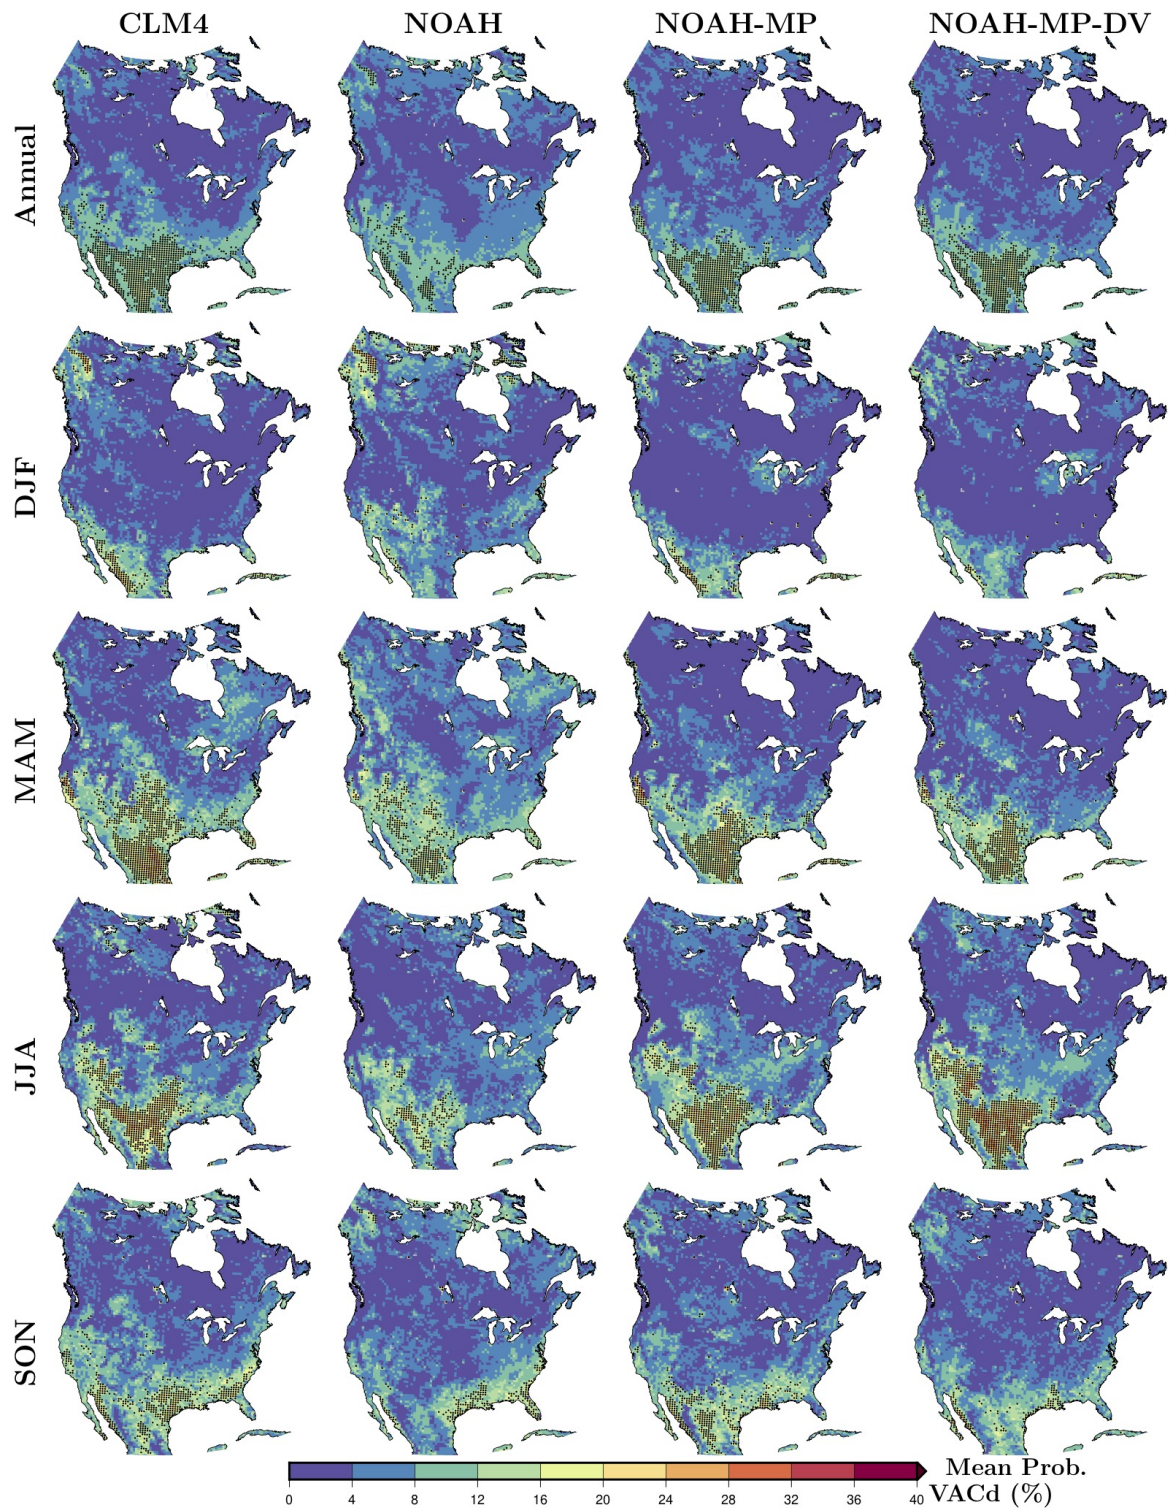 CLM4 NOAH NOAH-MP NOAH-MP-DV
Annual
DJF
MAM
JJA
SON
0 4 8 12 16 20 24 28 32 36 40
Mean Prob.
VACd (%)